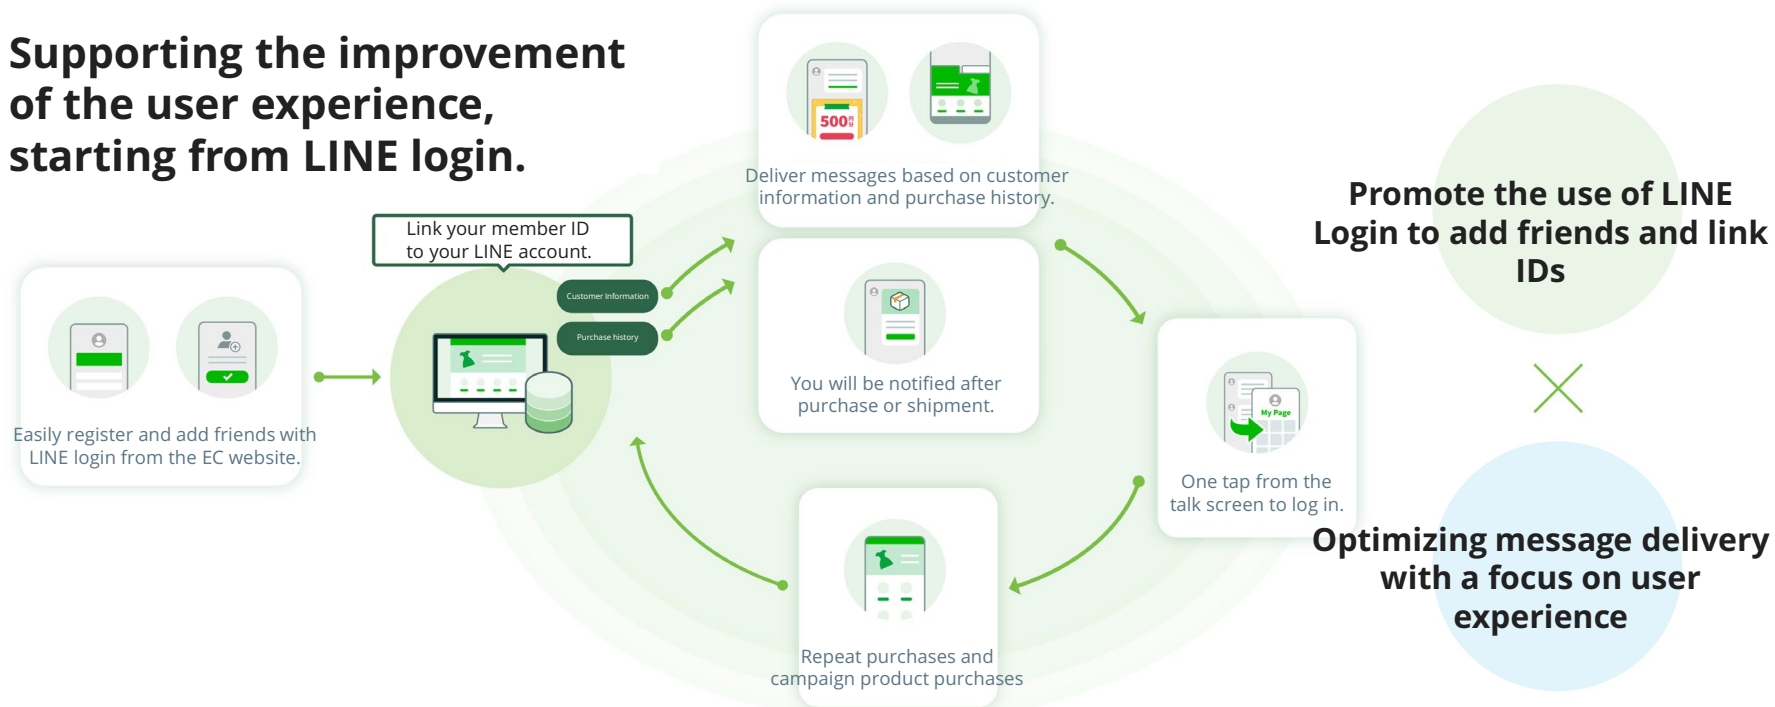 Supporting the improvement
of the user experience,
starting from LINE login.
Easily register and add friends with
LINE login from the EC website.
Link your member ID
to your LINE account.
Customer Information
Purchase history
500円
Deliver messages based on customer
information and purchase history.
You will be notified after
purchase or shipment.
My Page
One tap from the
talk screen to log in.
Repeat purchases and
campaign product purchases
Promote the use of LINE
Login to add friends and link
IDs
Optimizing message delivery
with a focus on user
experience